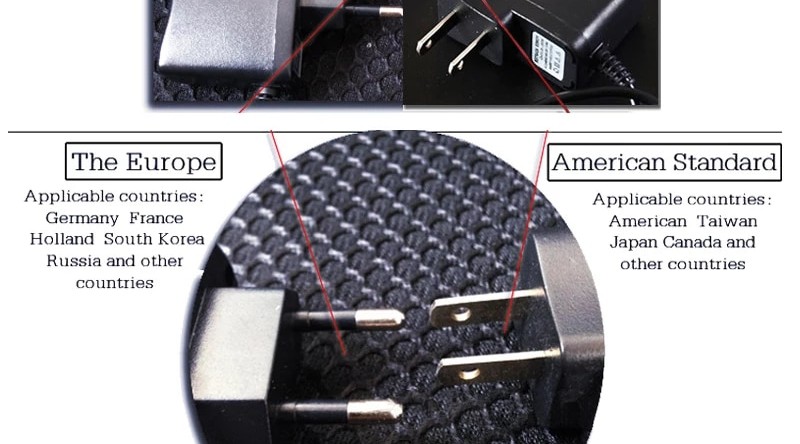 The Europe
Applicable countries:
Germany France
Holland South Korea
Russia and other
countries
American Standard
Applicable countries:
American Taiwan
Japan Canada and
other countries